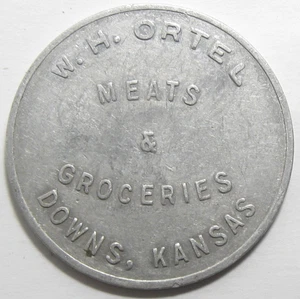 W. H. ORTEL
MEATS
&
GROCERIES
DOWNS, KANSAS